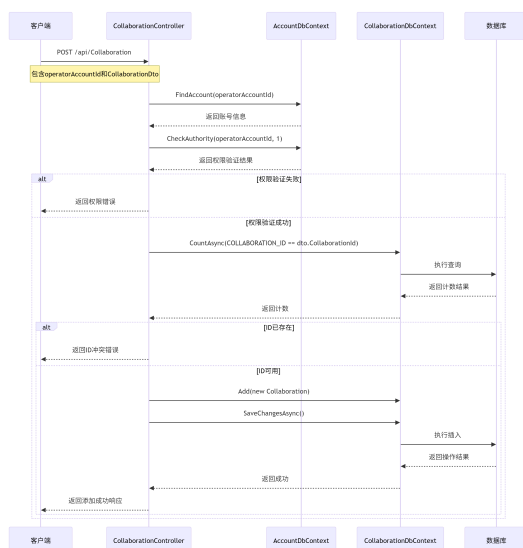 客户端
CollaborationController
AccountDbContext
CollaborationDbContext
数据库
POST /api/Collaboration
包含operatorAccountId和CollaborationDto
FindAccount(operatorAccountId)
返回账号信息
CheckAuthority(operatorAccountId, 1)
返回权限验证结果
alt
[权限验证失败]
返回权限错误
[权限验证成功]
CountAsync(COLLABORATION_ID == dto.CollaborationId)
执行查询
返回计数结果
返回计数
alt
[ID已存在]
返回ID冲突错误
[ID可用]
Add(new Collaboration)
SaveChangesAsync()
执行插入
返回操作结果
返回成功
返回添加成功响应
客户端
CollaborationController
AccountDbContext
CollaborationDbContext
数据库